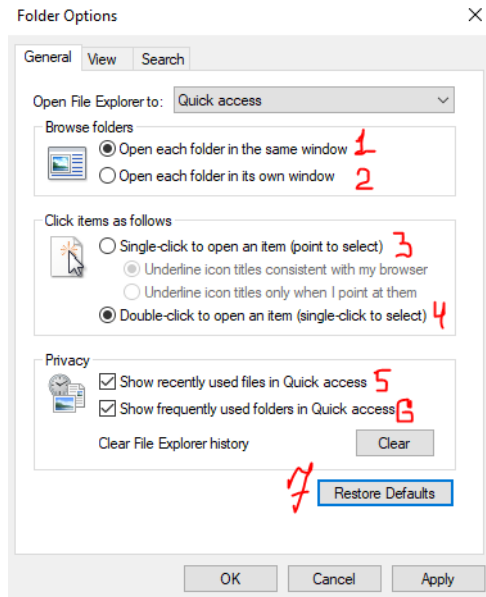 Folder Options
General View Search
Open File Explorer to: Quick access
Browse folders
Open each folder in the same window 1
Open each folder in its own window 2
Click items as follows
Single-click to open an item (point to select) 3
Underline icon titles consistent with my browser
Underline icon titles only when I point at them
Double-click to open an item (single-click to select) 4
Privacy
Show recently used files in Quick access 5
Show frequently used folders in Quick access 6
Clear File Explorer history Clear
7 Restore Defaults
OK Cancel Apply